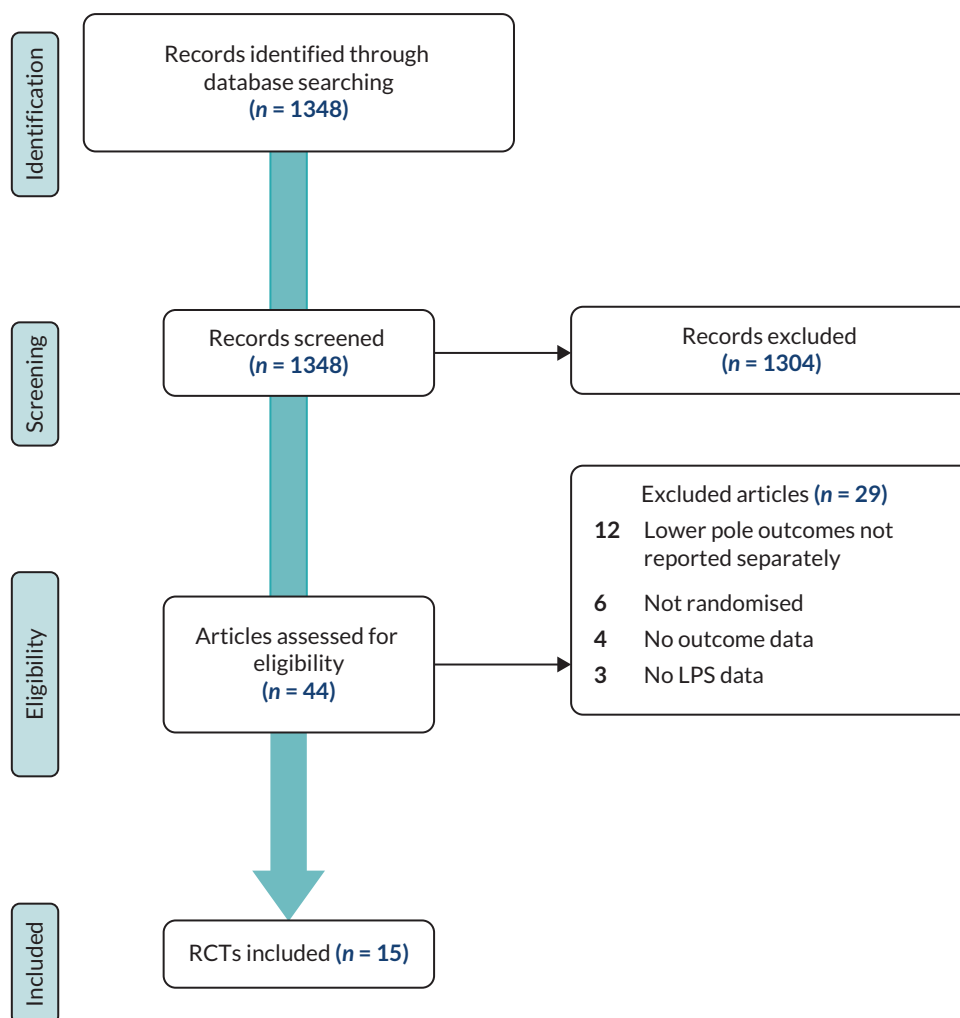 Identification
Records identified through
database searching
(n = 1348)
Screening
Records screened
(n = 1348)
Records excluded
(n = 1304)
Eligibility
Articles assessed for
eligibility
(n = 44)
Excluded articles (n = 29)
12 Lower pole outcomes not
reported separately
6 Not randomised
4 No outcome data
3 No LPS data
Included
RCTs included (n = 15)